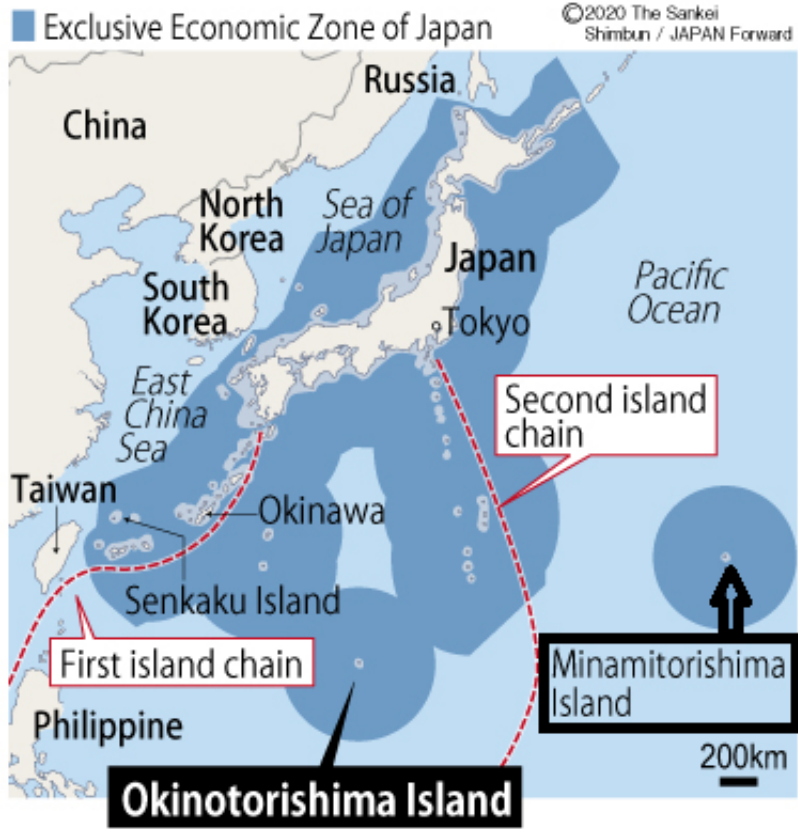 Exclusive Economic Zone of Japan
©2020 The Sankei
Shimbun / JAPAN Forward
Russia
China
North
Korea
Sea of
Japan
Japan
South
Korea
Pacific
Ocean
Tokyo
East
China
Sea
Second island
chain
Taiwan
Okinawa
Senkaku Island
First island chain
Minamitorishima
Island
Philippine
200km
Okinotorishima Island